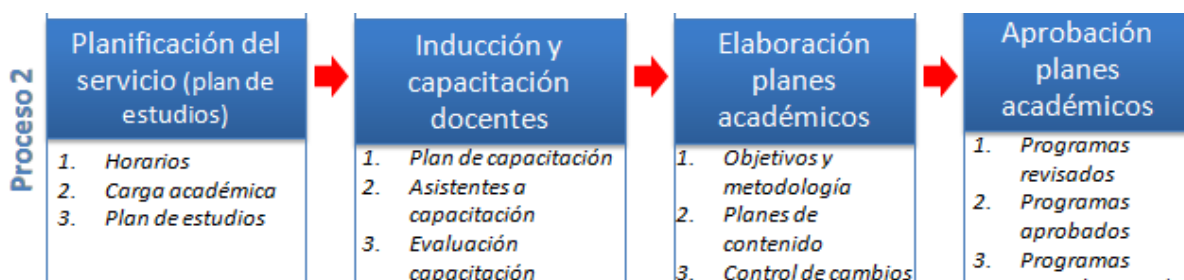 Proceso 2
Planificación del
servicio (plan de
estudios)
1. Horarios
2. Carga académica
3. Plan de estudios
Inducción y
capacitación
docentes
1. Plan de capacitación
2. Asistentes a
capacitación
3. Evaluación
capacitación
Elaboración
planes
académicos
1. Objetivos y
metodología
2. Planes de
contenido
3. Control de cambios
Aprobación
planes
académicos
1. Programas
revisados
2. Programas
aprobados
3. Programas